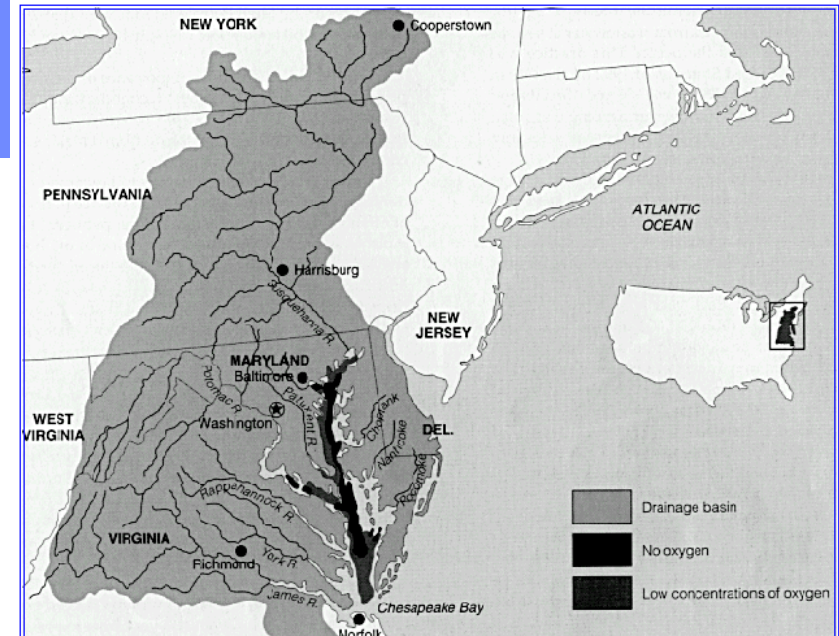 NEW YORK
Cooperstown
PENNSYLVANIA
ATLANTIC
OCEAN
Harrisburg
Susquehanna R.
NEW
JERSEY
MARYLAND
Baltimore
Potomac R.
Patuxent R.
Washington
Choptank
WEST
VIRGINIA
DEL.
Nanticoke
Pocomoke
Rappahannock R.
VIRGINIA
York R.
Richmond
James R.
Chesapeake Bay
Norfolk
Drainage basin
No oxygen
Low concentrations of oxygen